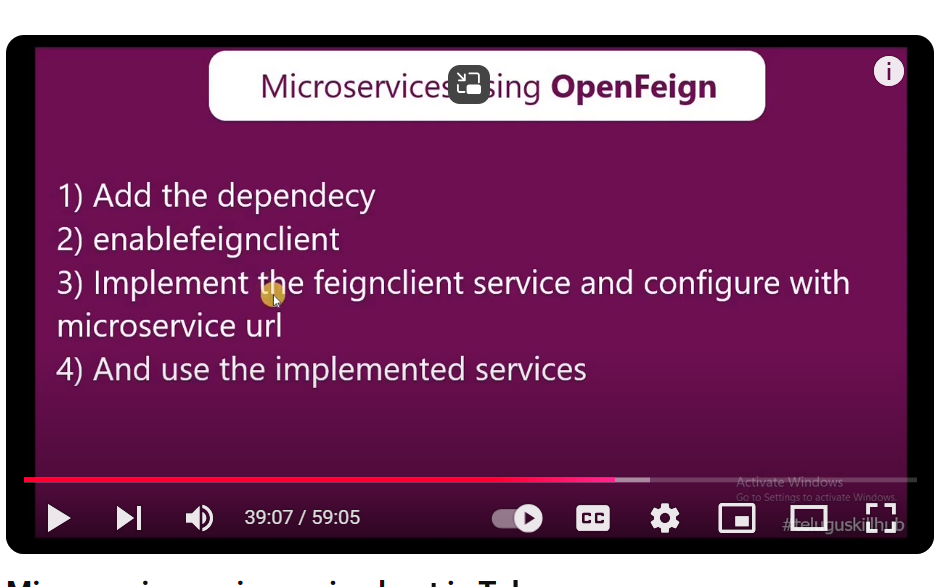 Microservices using OpenFeign
1) Add the dependecy
2) enablefeignclient
3) Implement the feignclient service and configure with
microservice url
4) And use the implemented services
Activate Windows
Go to Settings to activate Windows.
39:07 / 59:05
CC
#teluguskillhub